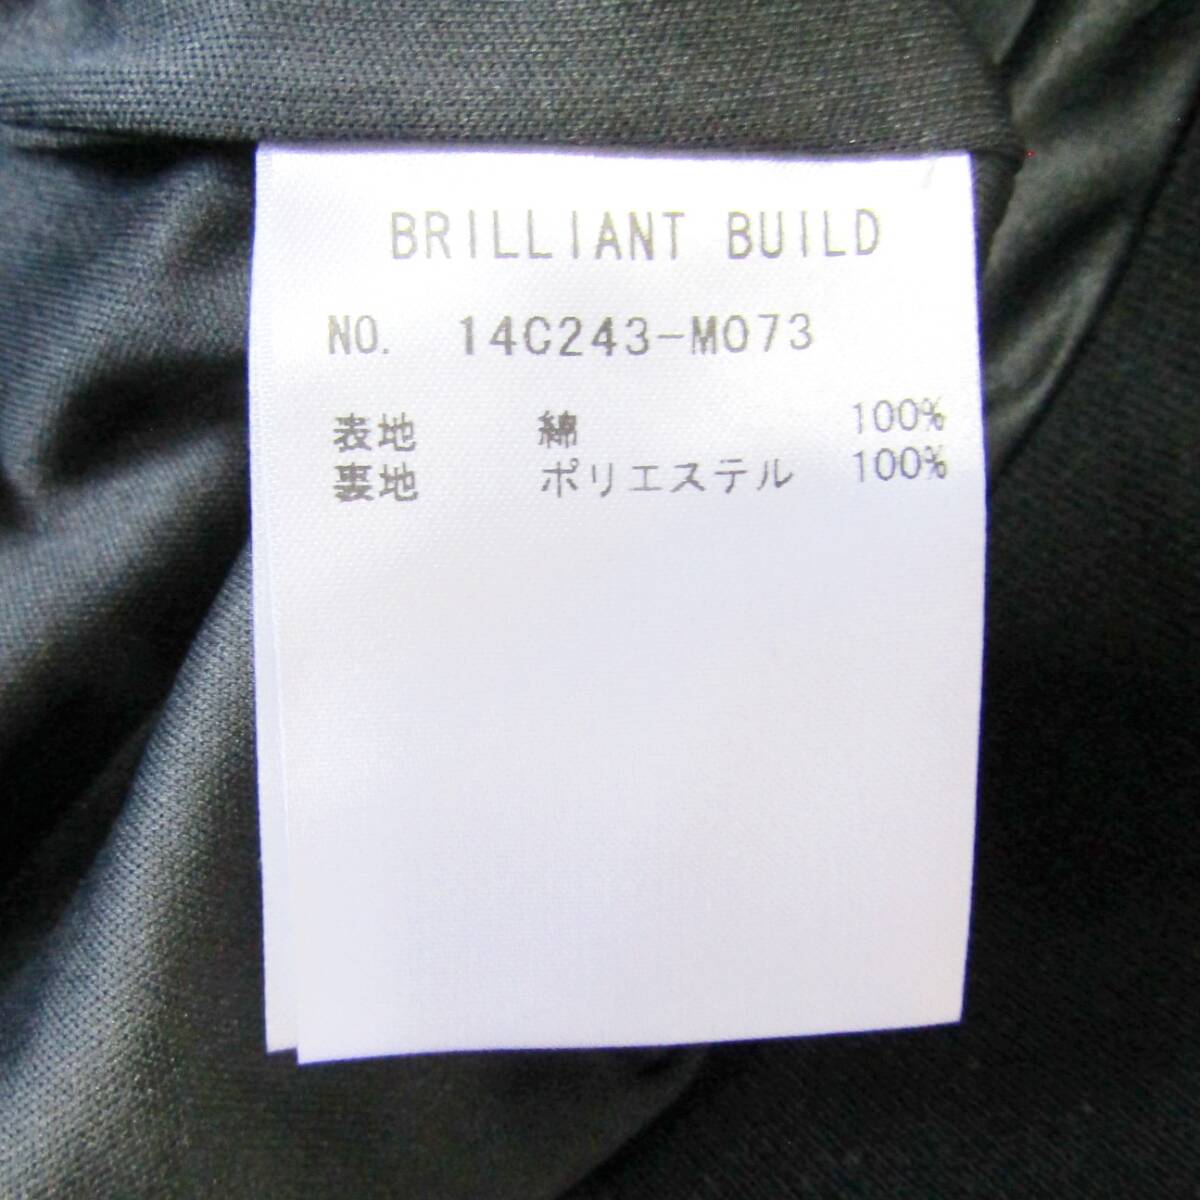 BRILLIANT BUILD
NO. 14C243-M073
表地 綿 100%
裏地 ポリエステル 100%